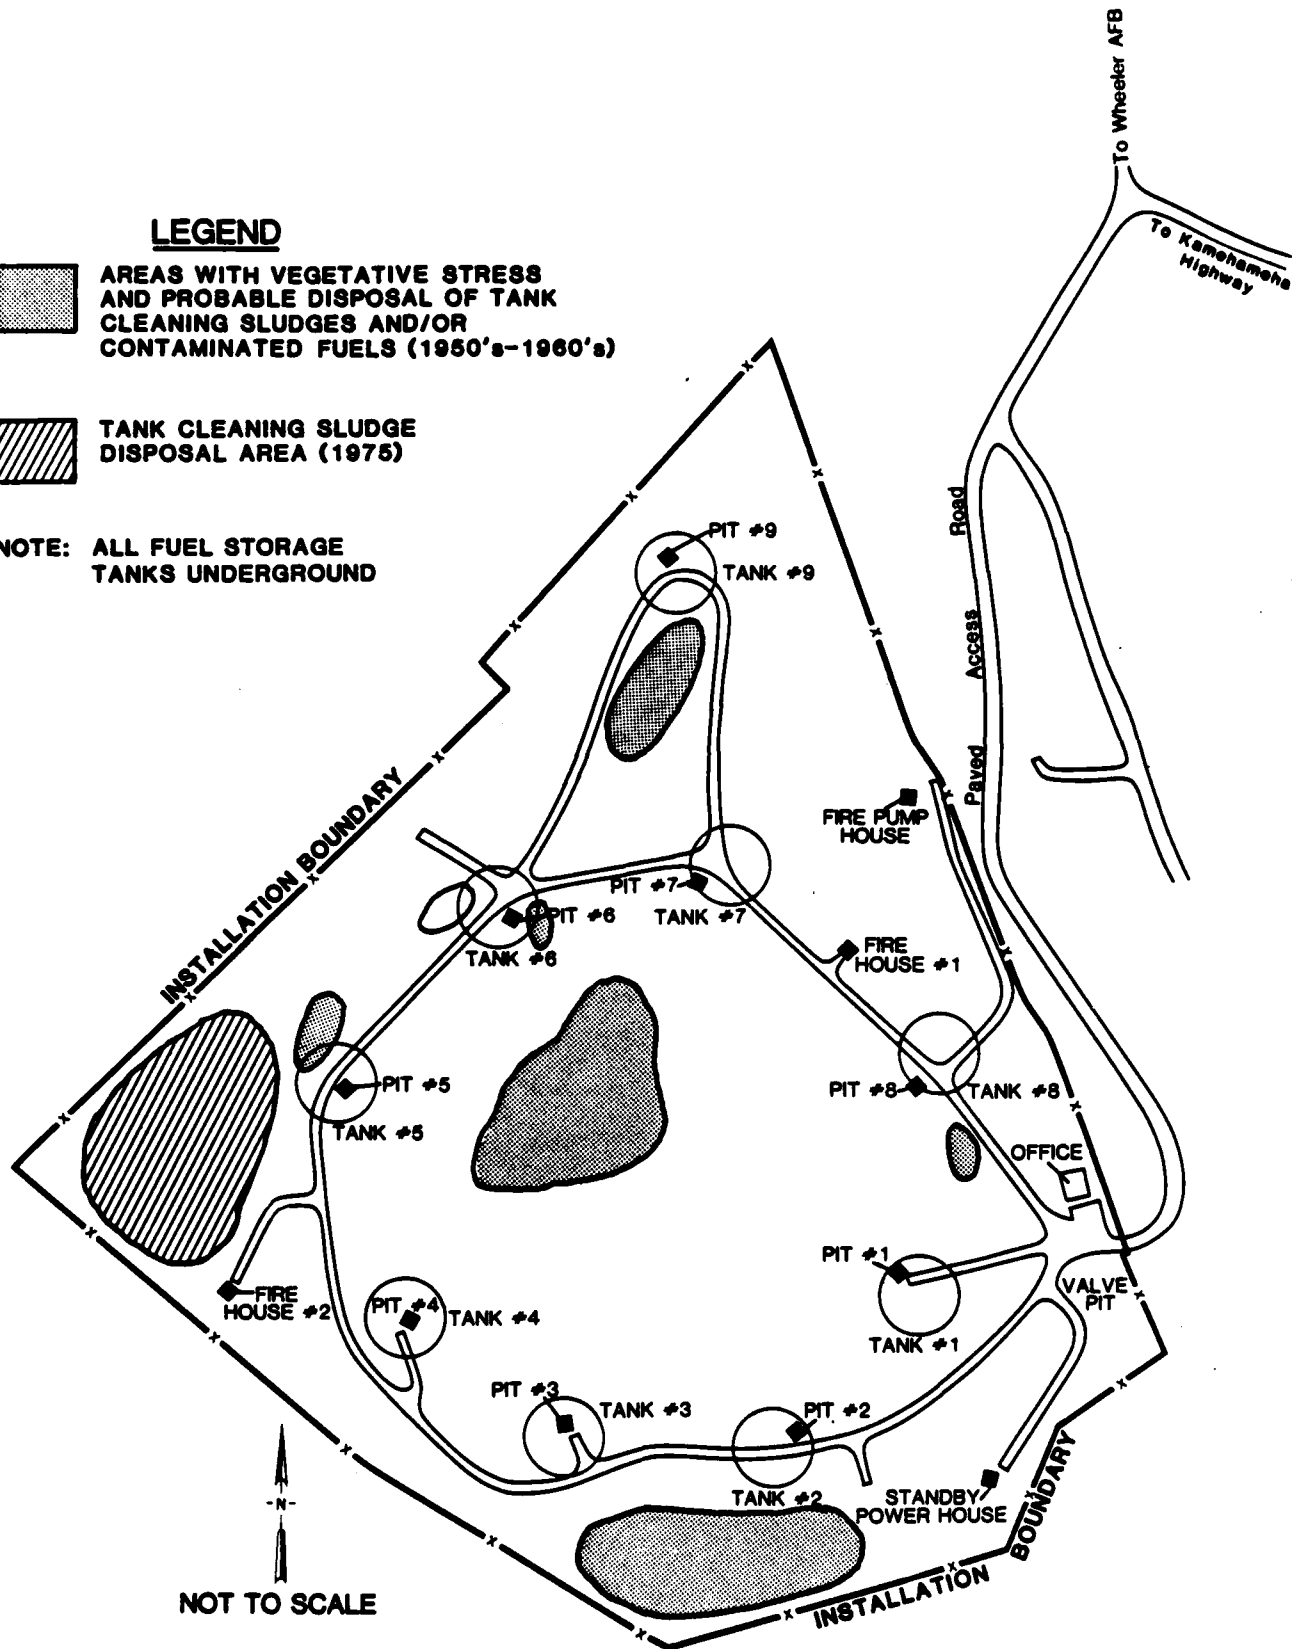 To Wheeler AFB
To Kamehameha
Highway
LEGEND
AREAS WITH VEGETATIVE STRESS
AND PROBABLE DISPOSAL OF TANK
CLEANING SLUDGES AND/OR
CONTAMINATED FUELS (1950's-1960's)
TANK CLEANING SLUDGE
DISPOSAL AREA (1975)
NOTE: ALL FUEL STORAGE
TANKS UNDERGROUND
Paved Access Road
PIT #9
TANK #9
INSTALLATION BOUNDARY
FIRE PUMP
HOUSE
PIT #7
TANK #7
PIT #6
TANK #6
FIRE
HOUSE #1
PIT #5
TANK #5
PIT #8
TANK #8
OFFICE
PIT #1
TANK #1
VALVE
PIT
FIRE
HOUSE #2
PIT #4
TANK #4
PIT #3
TANK #3
PIT #2
TANK #2
STANDBY
POWER HOUSE
INSTALLATION BOUNDARY
-N-
NOT TO SCALE